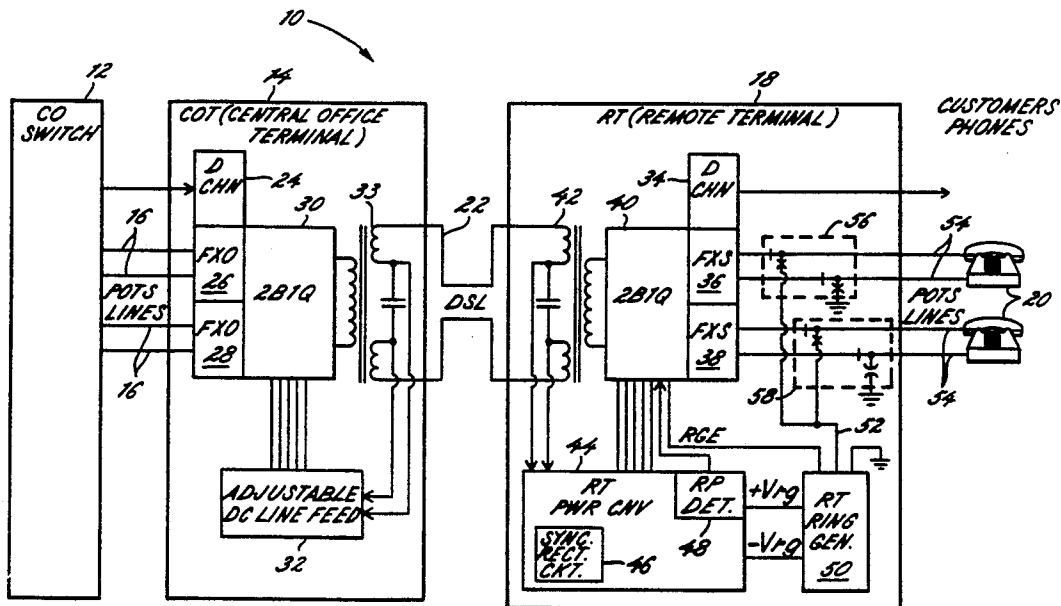 10
12
CO
SWITCH
14
COT (CENTRAL OFFICE
TERMINAL)
18
RT (REMOTE TERMINAL)
CUSTOMERS
PHONES
D
CHN
24
30
33
22
42
40
34
D
CHN
56
54
16
FXO
26
2B1Q
POTS
LINES
FXO
28
16
DSL
2B1Q
FXS
36
FXS
38
POTS
LINES
20
54
58
52
RGE
44
ADJUSTABLE
DC LINE FEED
32
RT
PWR CNV
RP
DET.
48
SYNC.
RECT.
CKT.
46
+Vrg
-Vrg
RT
RING
GEN.
50